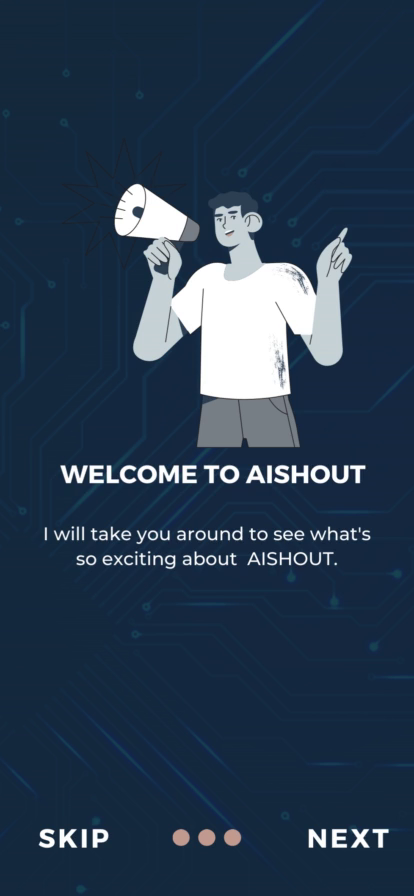 WELCOME TO AISHOUT
I will take you around to see what's
so exciting about AISHOUT.
SKIP
NEXT